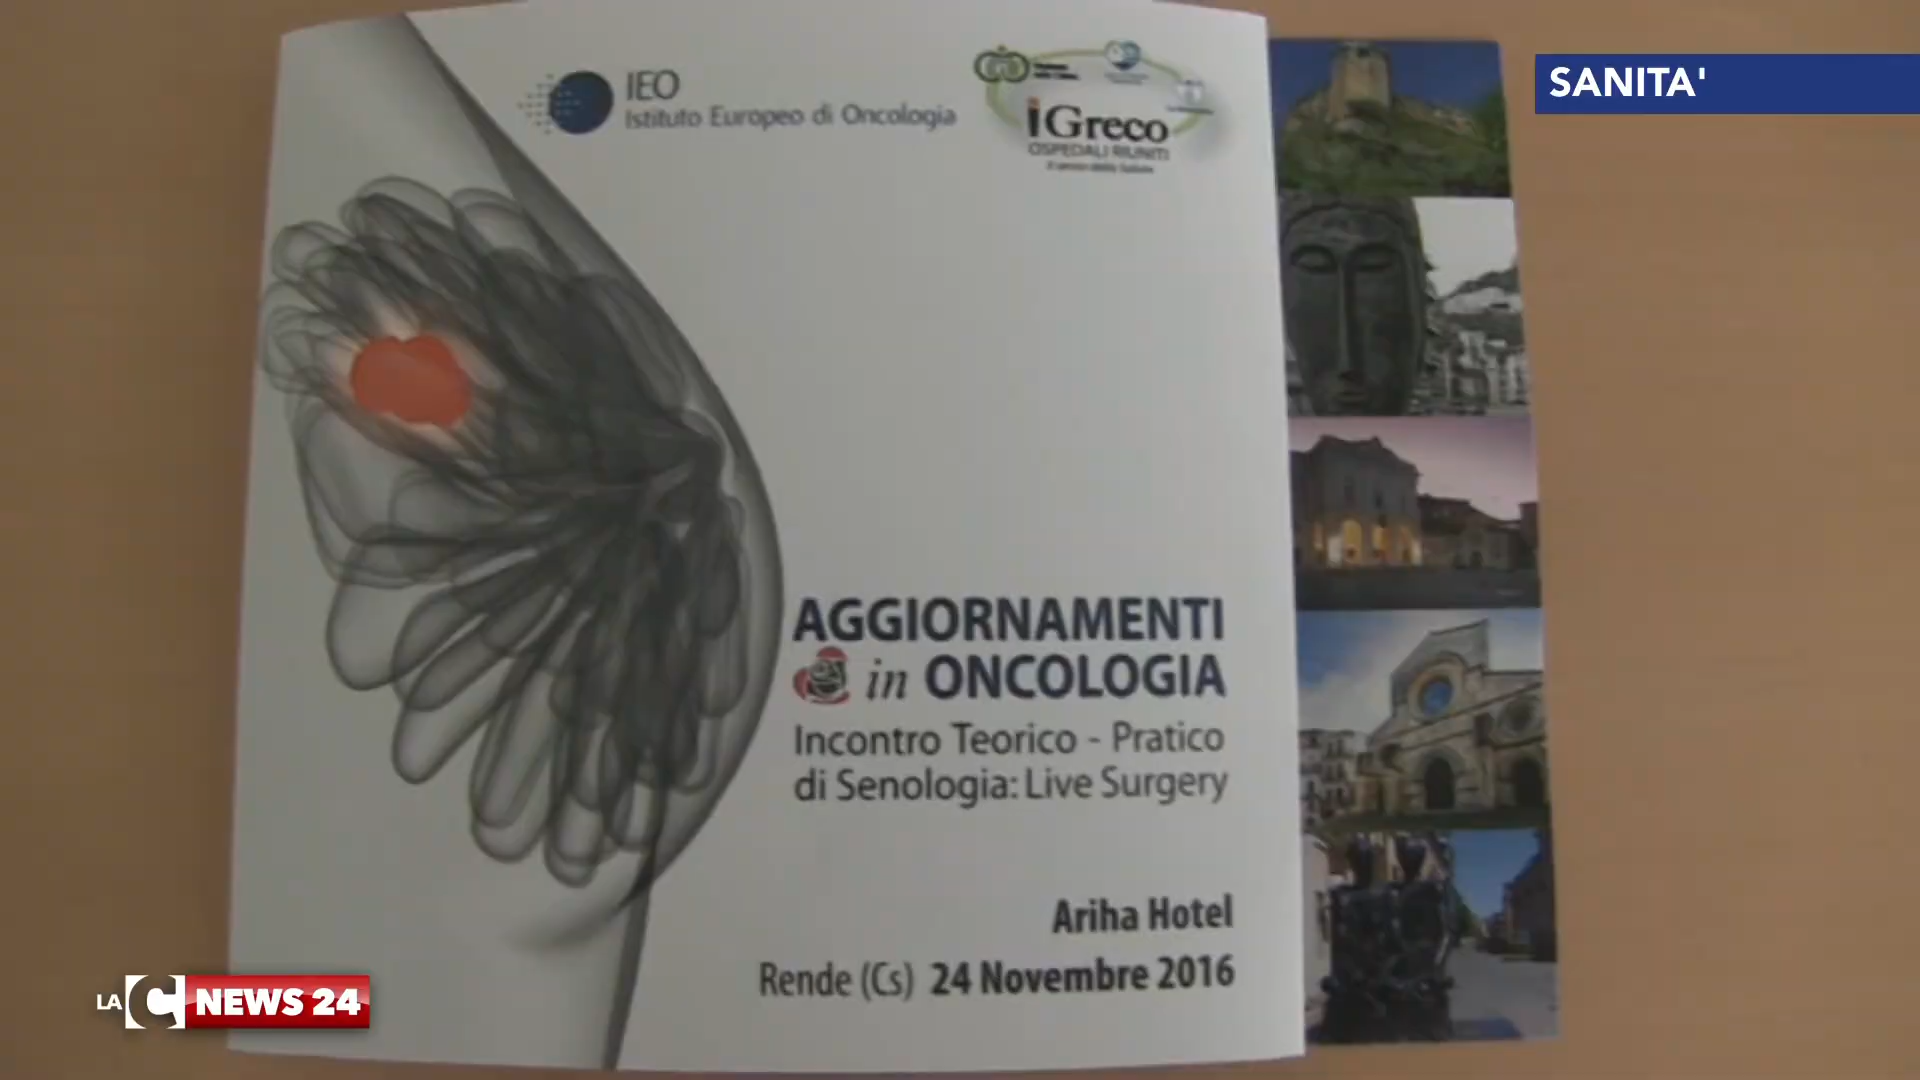 SANITA'
IEO
Istituto Europeo di Oncologia
iGreco
OSPEDALI RIUNITI
AGGIORNAMENTI
in ONCOLOGIA
Incontro Teorico - Pratico
di Senologia: Live Surgery
Ariha Hotel
Rende (Cs) 24 Novembre 2016
LA C NEWS 24